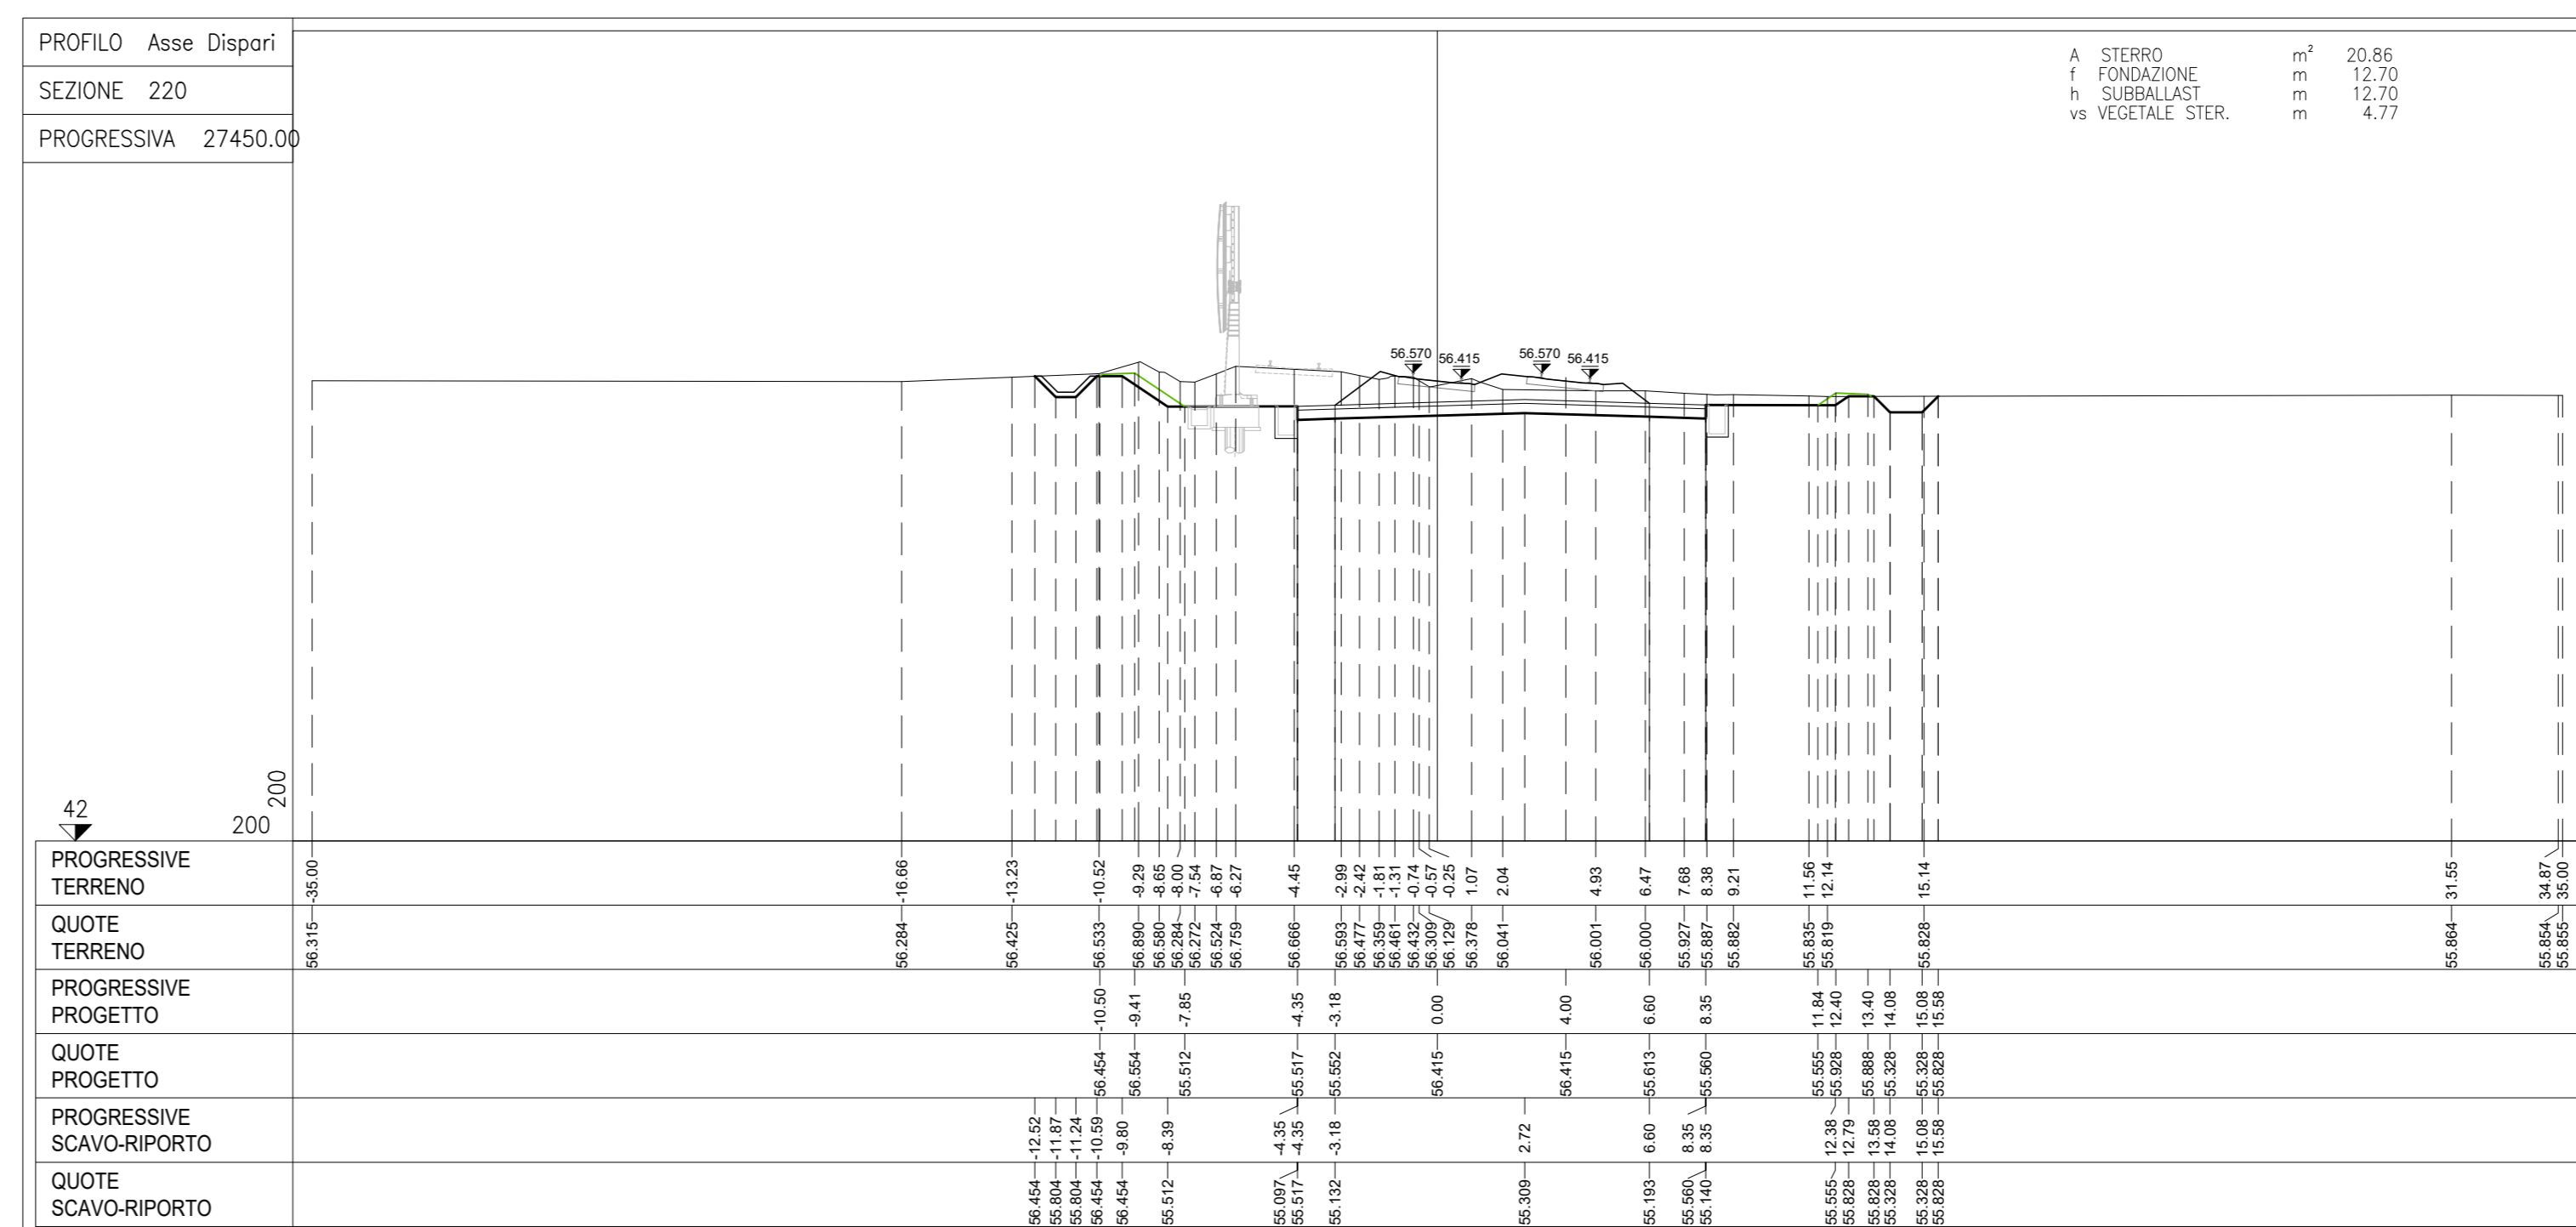 PROFILO Asse Dispari
SEZIONE 220
PROGRESSIVA 27450.00
A STERRO m² 20.86
f FONDAZIONE m 12.70
h SUBBALLAST m 12.70
vs VEGETALE STER. m 4.77
56.570 56.415 56.570 56.415
200
42
200
PROGRESSIVE
TERRENO
-35.00 -16.66 -13.23 -10.52 -9.29 -8.65 -8.00 -7.54 -6.87 -6.27 -4.45 -2.99 -2.42 -1.81 -1.31 -0.74 -0.57 -0.25 1.07 2.04 4.93 6.47 7.68 8.38 9.21 11.56 12.14 15.14 31.55 34.87 35.00
QUOTE
TERRENO
56.315 56.284 56.425 56.533 56.890 56.580 56.284 56.272 56.524 56.759 56.666 56.593 56.477 56.359 56.461 56.432 56.309 56.129 56.378 56.041 56.001 56.000 55.927 55.887 55.882 55.835 55.819 55.828 55.864 55.854 55.855
PROGRESSIVE
PROGETTO
-10.50 -9.41 -7.85 -4.35 -3.18 0.00 4.00 6.60 8.35 11.84 12.40 13.40 14.08 15.08 15.58
QUOTE
PROGETTO
56.454 56.554 55.512 55.517 55.552 56.415 56.415 55.613 55.560 55.555 55.928 55.888 55.328 55.328 55.828
PROGRESSIVE
SCAVO-RIPORTO
-12.52 -11.87 -11.24 -10.59 -9.80 -8.39 -4.35 -4.35 -3.18 2.72 6.60 8.35 8.35 12.38 12.79 13.58 14.08 15.08 15.58
QUOTE
SCAVO-RIPORTO
56.454 55.804 55.804 56.454 56.454 55.512 55.097 55.517 55.132 55.309 55.193 55.560 55.140 55.555 55.828 55.828 55.328 55.328 55.828